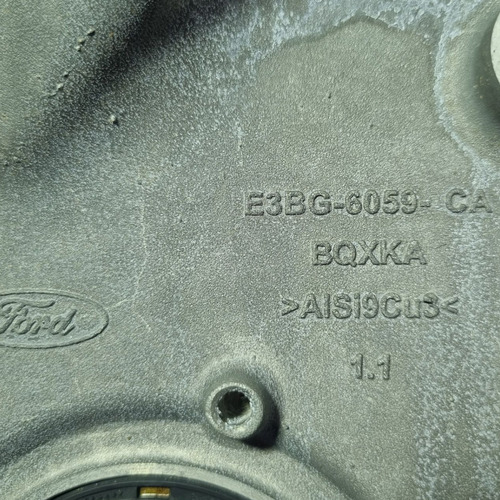 E3BG-6059- CA
BQXKA
>AlSi9Cu3<
Ford
1.1